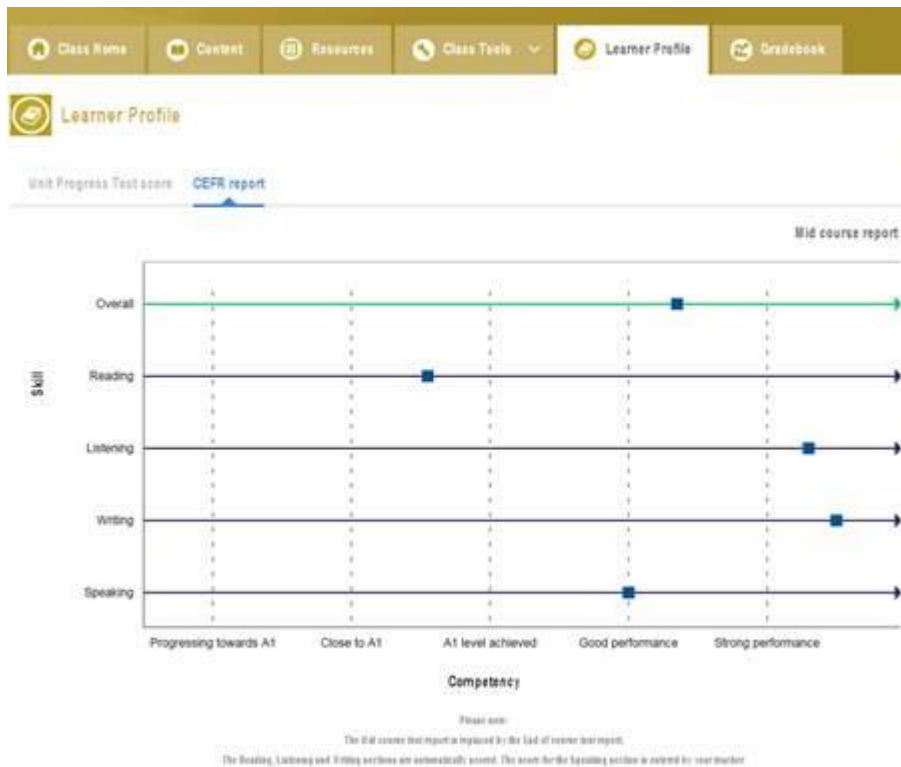 Class Home Content Resources Class Tools Learner Profile Gradebook
Learner Profile
Unit Progress Test score CEFR report
Mid course report
Skill
Overall
Reading
Listening
Writing
Speaking
Progressing towards A1 Close to A1 A1 level achieved Good performance Strong performance
Competency
Please note:
The Mid course test report is replaced by the End of course test report.
The Reading, Listening and Writing sections are automatically scored. The score for the Speaking section is entered by your teacher.